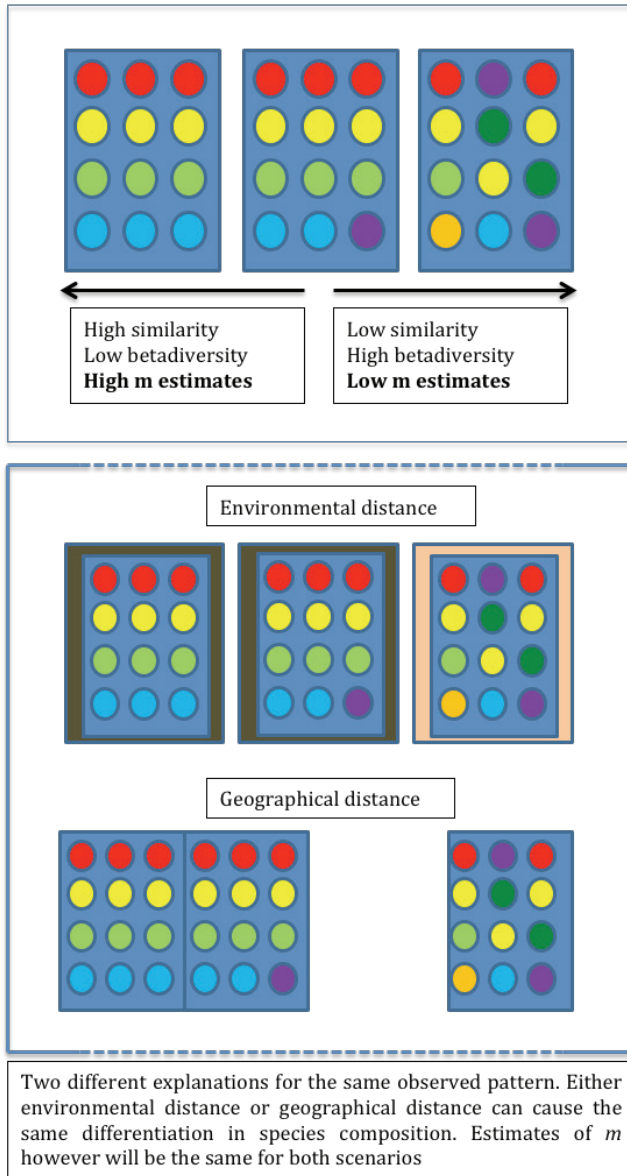 High similarity
Low betadiversity
High m estimates
Low similarity
High betadiversity
Low m estimates
Environmental distance
Geographical distance
Two different explanations for the same observed pattern. Either
environmental distance or geographical distance can cause the
same differentiation in species composition. Estimates of m
however will be the same for both scenarios